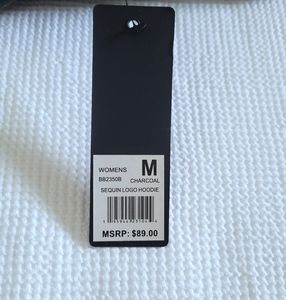 WOMENS M
BB2350B CHARCOAL
SEQUIN LOGO HOODIE
MSRP: $89.00